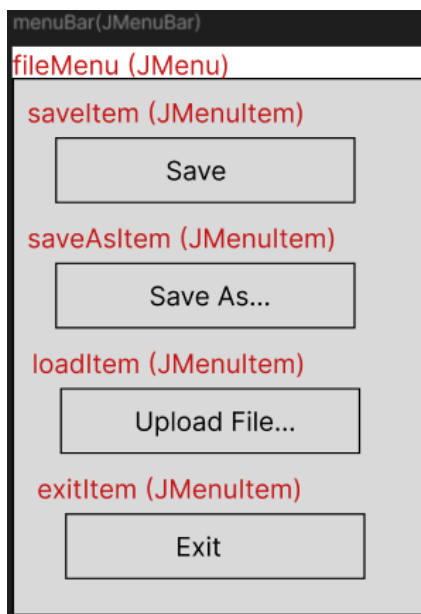 menuBar(JMenuBar)
fileMenu (JMenu)
saveItem (JMenuItem)
Save
saveAsItem (JMenuItem)
Save As...
loadItem (JMenuItem)
Upload File...
exitItem (JMenuItem)
Exit